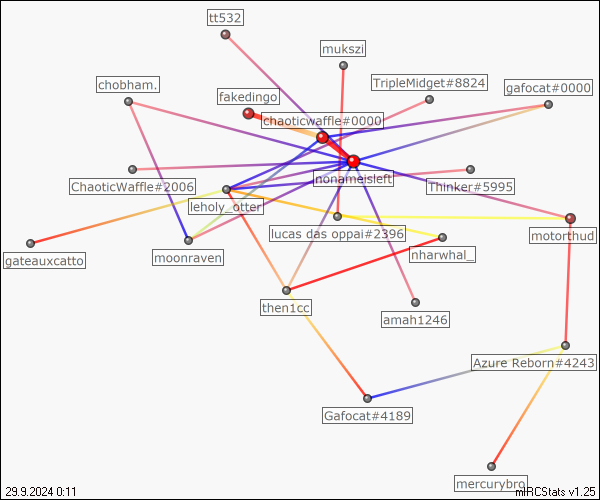 tt532
mukszi
chobham.
TripleMidget#8824
gafocat#0000
fakedingo
chaoticwaffle#0000
nonameisleft
ChaoticWaffle#2006
Thinker#5995
leholy_otter
lucas das oppai#2396
motorthud
gateauxcatto
moonraven
nharwhal_
then1cc
amah1246
Azure Reborn#4243
Gafocat#4189
mercurybro
29.9.2024 0:11
mIRCStats v1.25